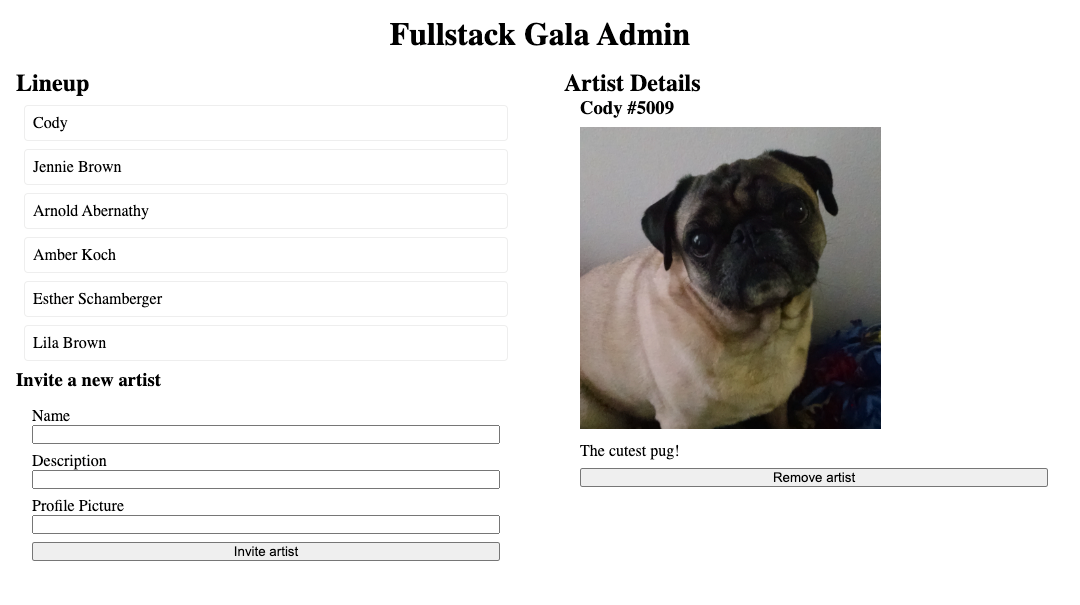 Fullstack Gala Admin
Lineup
Cody
Jennie Brown
Arnold Abernathy
Amber Koch
Esther Schamberger
Lila Brown
Invite a new artist
Name
Description
Profile Picture
Invite artist
Artist Details
Cody #5009
The cutest pug!
Remove artist